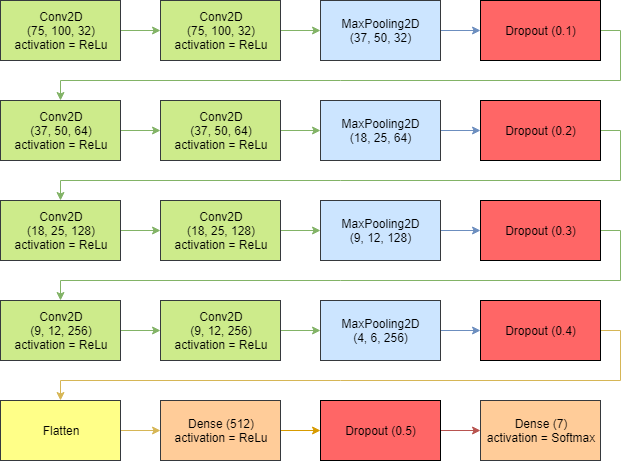 Conv2D
(75, 100, 32)
activation = ReLu
Conv2D
(75, 100, 32)
activation = ReLu
MaxPooling2D
(37, 50, 32)
Dropout (0.1)
Conv2D
(37, 50, 64)
activation = ReLu
Conv2D
(37, 50, 64)
activation = ReLu
MaxPooling2D
(18, 25, 64)
Dropout (0.2)
Conv2D
(18, 25, 128)
activation = ReLu
Conv2D
(18, 25, 128)
activation = ReLu
MaxPooling2D
(9, 12, 128)
Dropout (0.3)
Conv2D
(9, 12, 256)
activation = ReLu
Conv2D
(9, 12, 256)
activation = ReLu
MaxPooling2D
(4, 6, 256)
Dropout (0.4)
Flatten
Dense (512)
activation = ReLu
Dropout (0.5)
Dense (7)
activation = Softmax